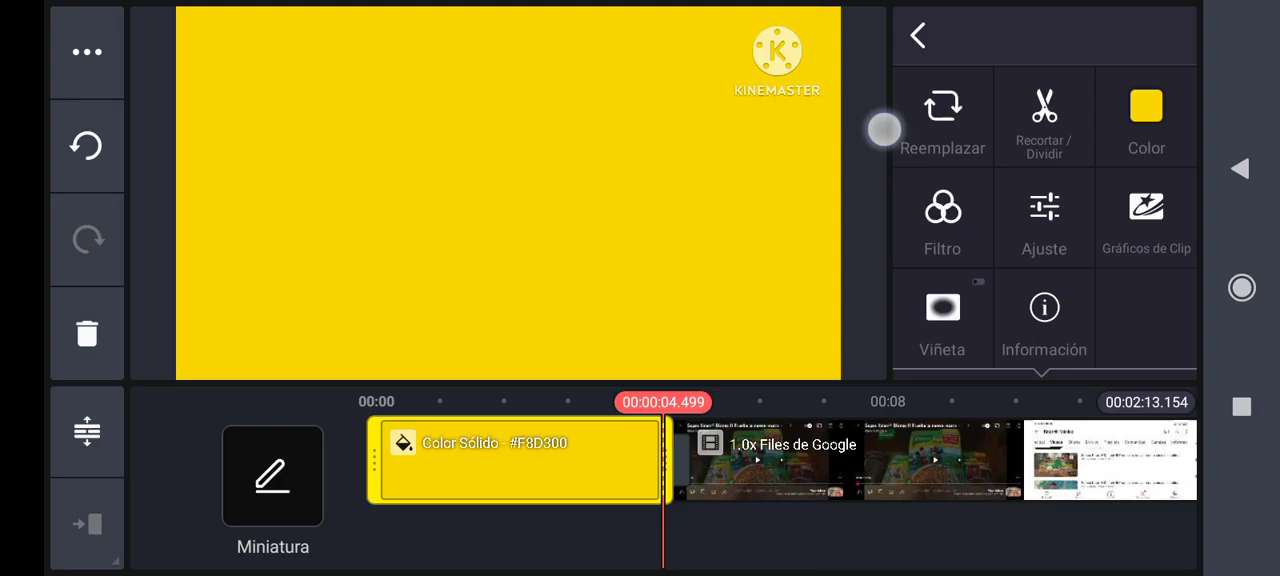 KINEMASTER
Reemplazar
Recortar /
Dividir
Color
Filtro
Ajuste
Gráficos de Clip
Viñeta
Información
00:00
00:00:04.499
00:08
00:02:13.154
Color Sólido - #F8D300
1.0x Files de Google
Miniatura